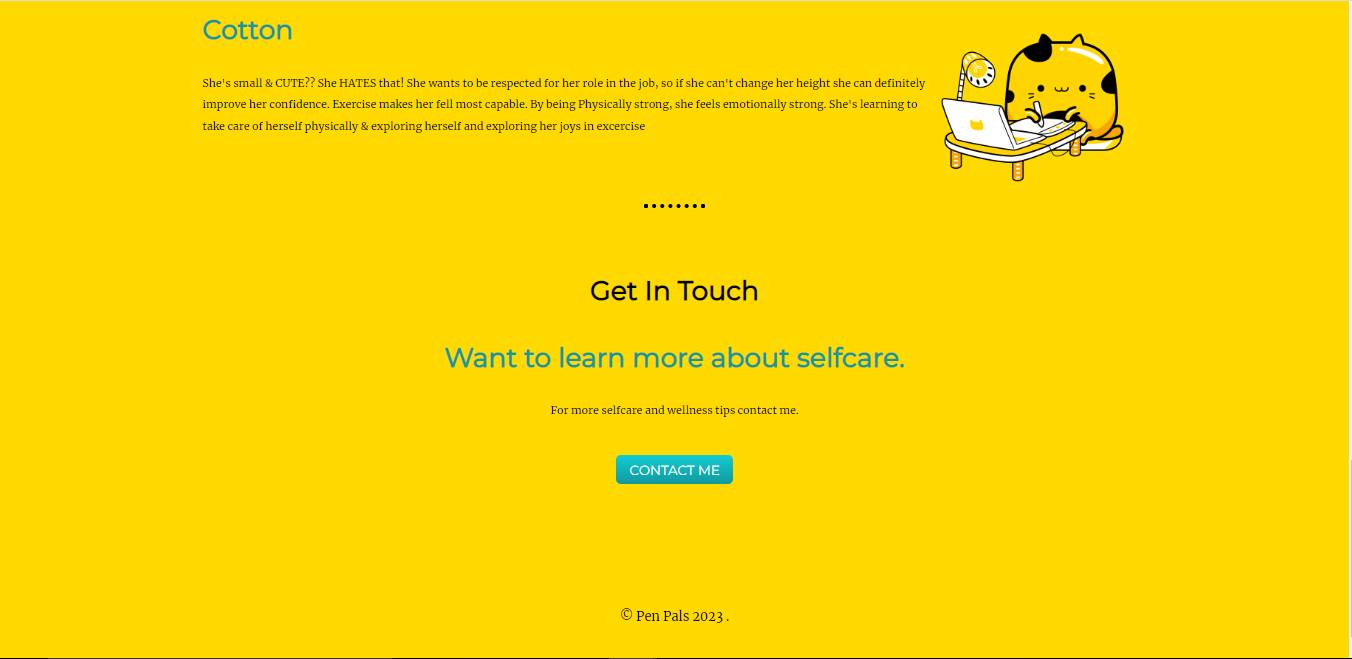 Cotton
She's small & CUTE?? She HATES that! She wants to be respected for her role in the job, so if she can't change her height she can definitely
improve her confidence. Exercise makes her fell most capable. By being Physically strong, she feels emotionally strong. She's learning to
take care of herself physically & exploring herself and exploring her joys in excercise
Get In Touch
Want to learn more about selfcare.
For more selfcare and wellness tips contact me.
CONTACT ME
© Pen Pals 2023 .